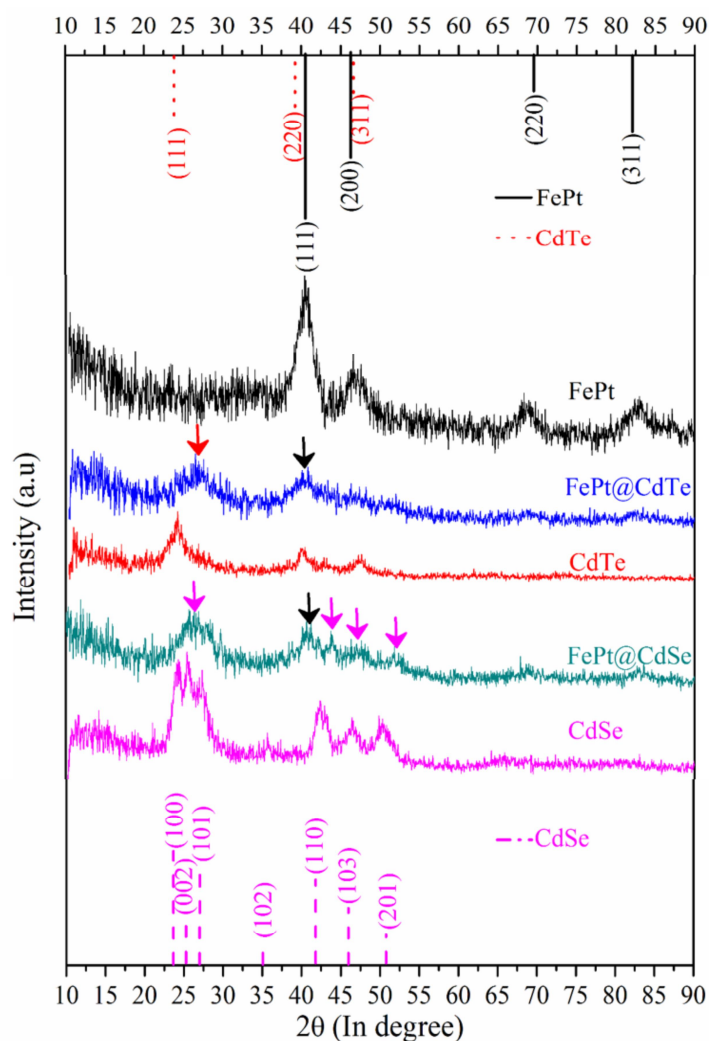 10 15 20 25 30 35 40 45 50 55 60 65 70 75 80 85 90
(111)
(220)
(111)
(200)
(311)
(220)
(311)
FePt
CdTe
FePt
FePt@CdTe
CdTe
FePt@CdSe
CdSe
Intensity (a.u)
(100)
(002)
(101)
(102)
(110)
(103)
(201)
CdSe
10 15 20 25 30 35 40 45 50 55 60 65 70 75 80 85 90
2θ (In degree)